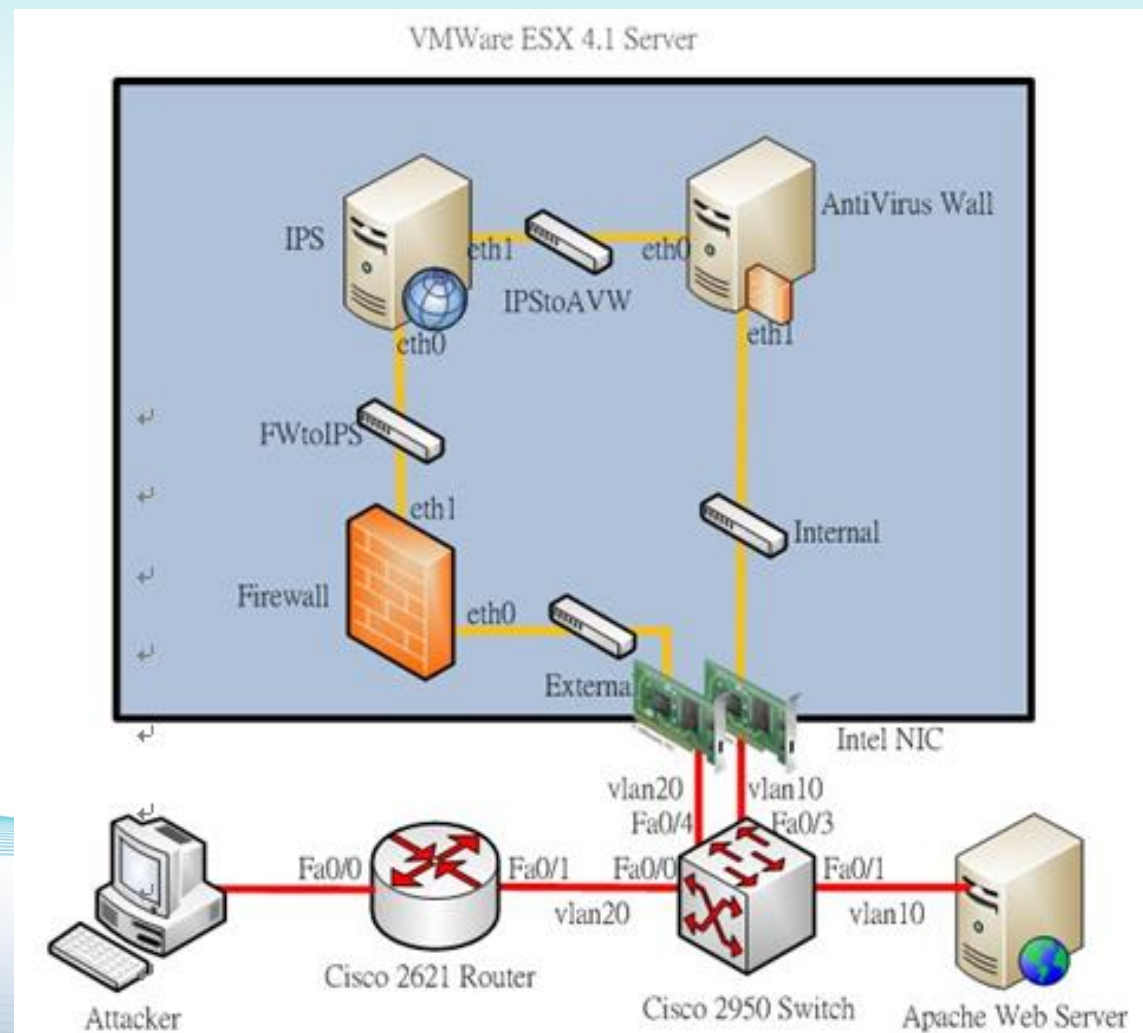 VMWare ESX 4.1 Server
IPS
eth1
eth0
AntiVirus Wall
IPStoAVW
eth0
eth1
FWtoIPS
eth1
Internal
Firewall
eth0
External
Intel NIC
vlan20
vlan10
Fa0/4
Fa0/3
Fa0/0
Fa0/1
Fa0/0
Fa0/1
vlan20
vlan10
Cisco 2621 Router
Cisco 2950 Switch
Attacker
Apache Web Server